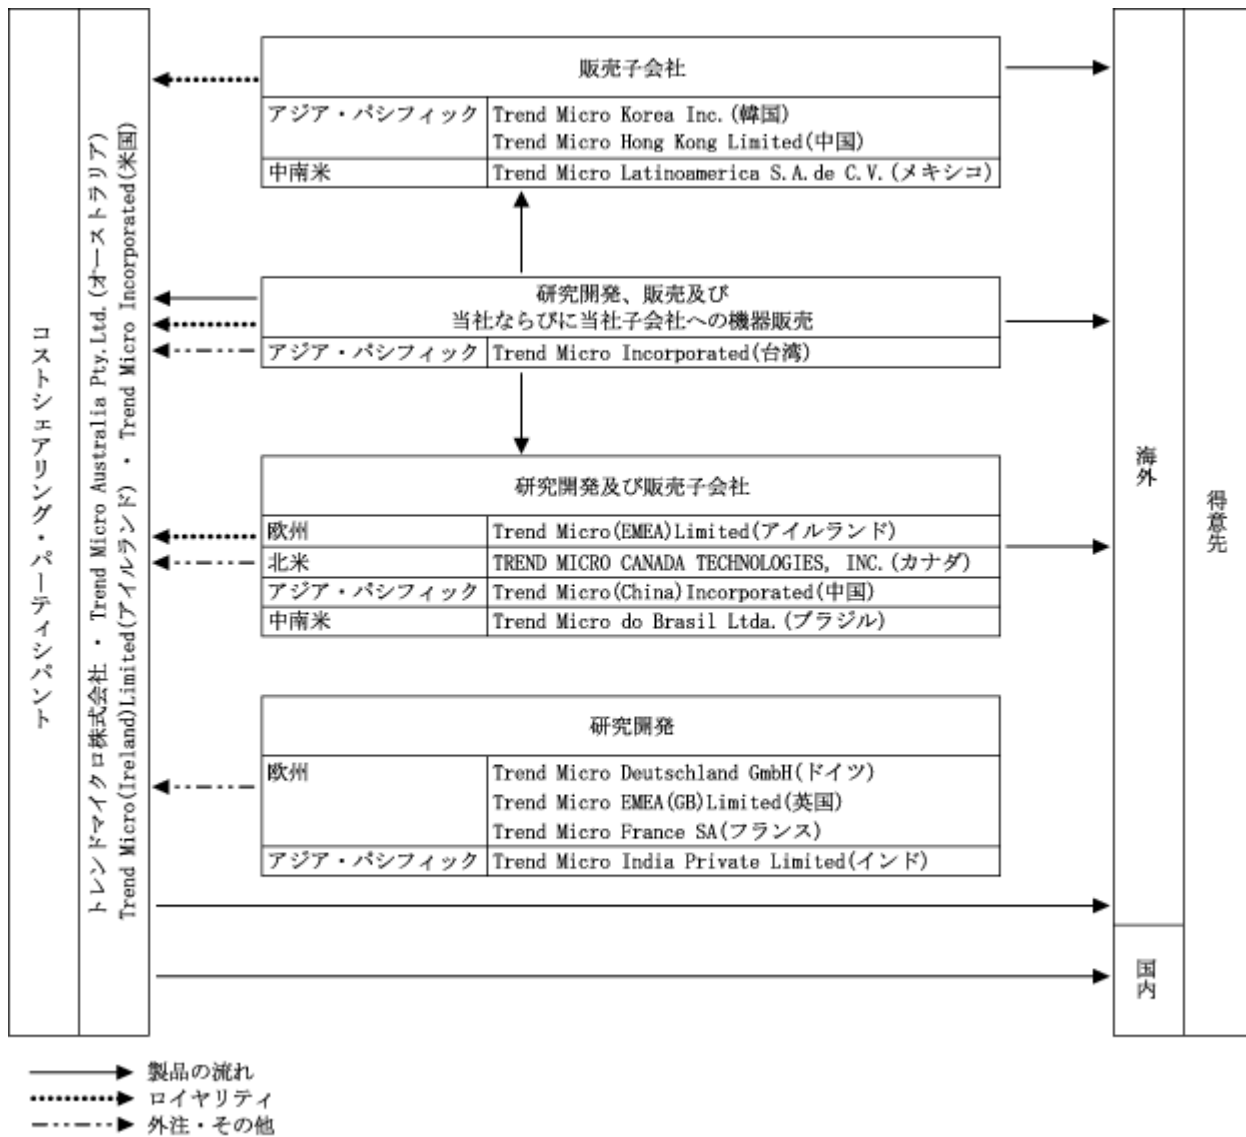 コストシェアリング・パーティシパント
トレンドマイクロ株式会社 ・ Trend Micro Australia Pty.Ltd.(オーストラリア)
Trend Micro(Ireland)Limited(アイルランド) ・ Trend Micro Incorporated(米国)
販売子会社
アジア・パシフィック Trend Micro Korea Inc.(韓国)
Trend Micro Hong Kong Limited(中国)
中南米 Trend Micro Latinoamerica S.A.de C.V.(メキシコ)
研究開発、販売及び
当社ならびに当社子会社への機器販売
アジア・パシフィック Trend Micro Incorporated(台湾)
研究開発及び販売子会社
欧州 Trend Micro(EMEA)Limited(アイルランド)
北米 TREND MICRO CANADA TECHNOLOGIES, INC.(カナダ)
アジア・パシフィック Trend Micro(China)Incorporated(中国)
中南米 Trend Micro do Brasil Ltda.(ブラジル)
研究開発
欧州 Trend Micro Deutschland GmbH(ドイツ)
Trend Micro EMEA(GB)Limited(英国)
Trend Micro France SA(フランス)
アジア・パシフィック Trend Micro India Private Limited(インド)
海外
国内
得意先
製品の流れ
ロイヤリティ
外注・その他